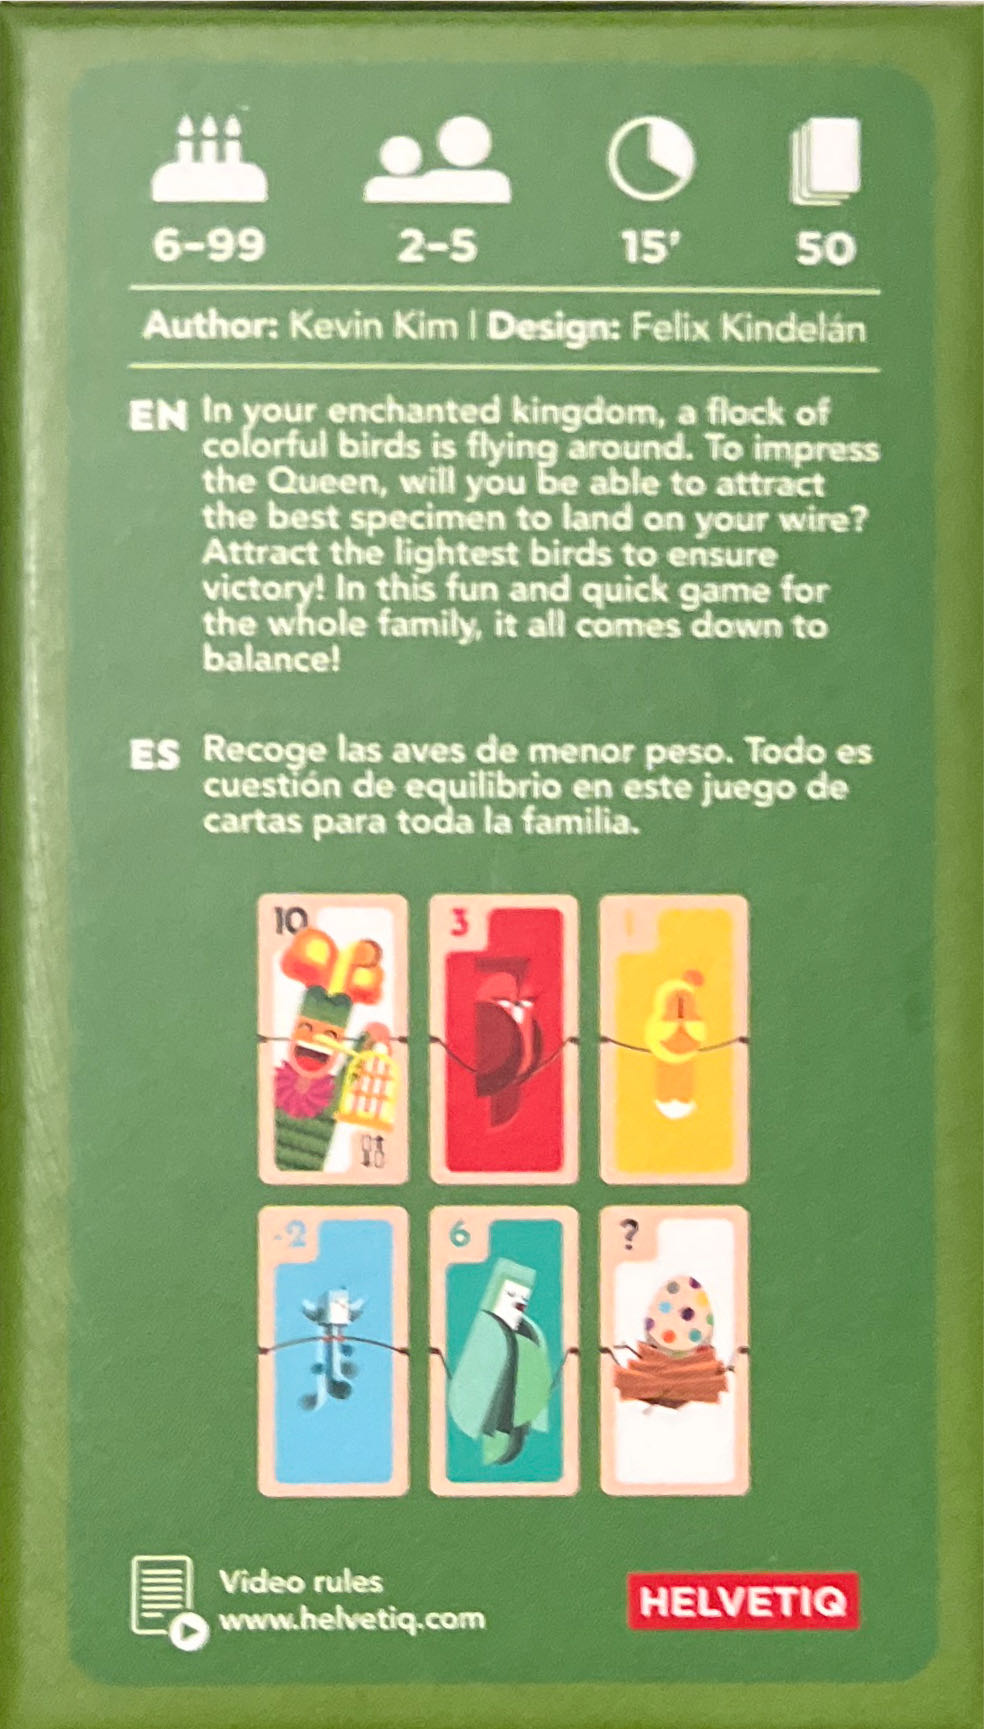 6–99 2–5 15’ 50
Author: Kevin Kim | Design: Felix Kindelán
EN In your enchanted kingdom, a flock of
colorful birds is flying around. To impress
the Queen, will you be able to attract
the best specimen to land on your wire?
Attract the lightest birds to ensure
victory! In this fun and quick game for
the whole family, it all comes down to
balance!
ES Recoge las aves de menor peso. Todo es
cuestión de equilibrio en este juego de
cartas para toda la familia.
10 3 1
-2 6 ?
Video rules
www.helvetiq.com
HELVETIQ